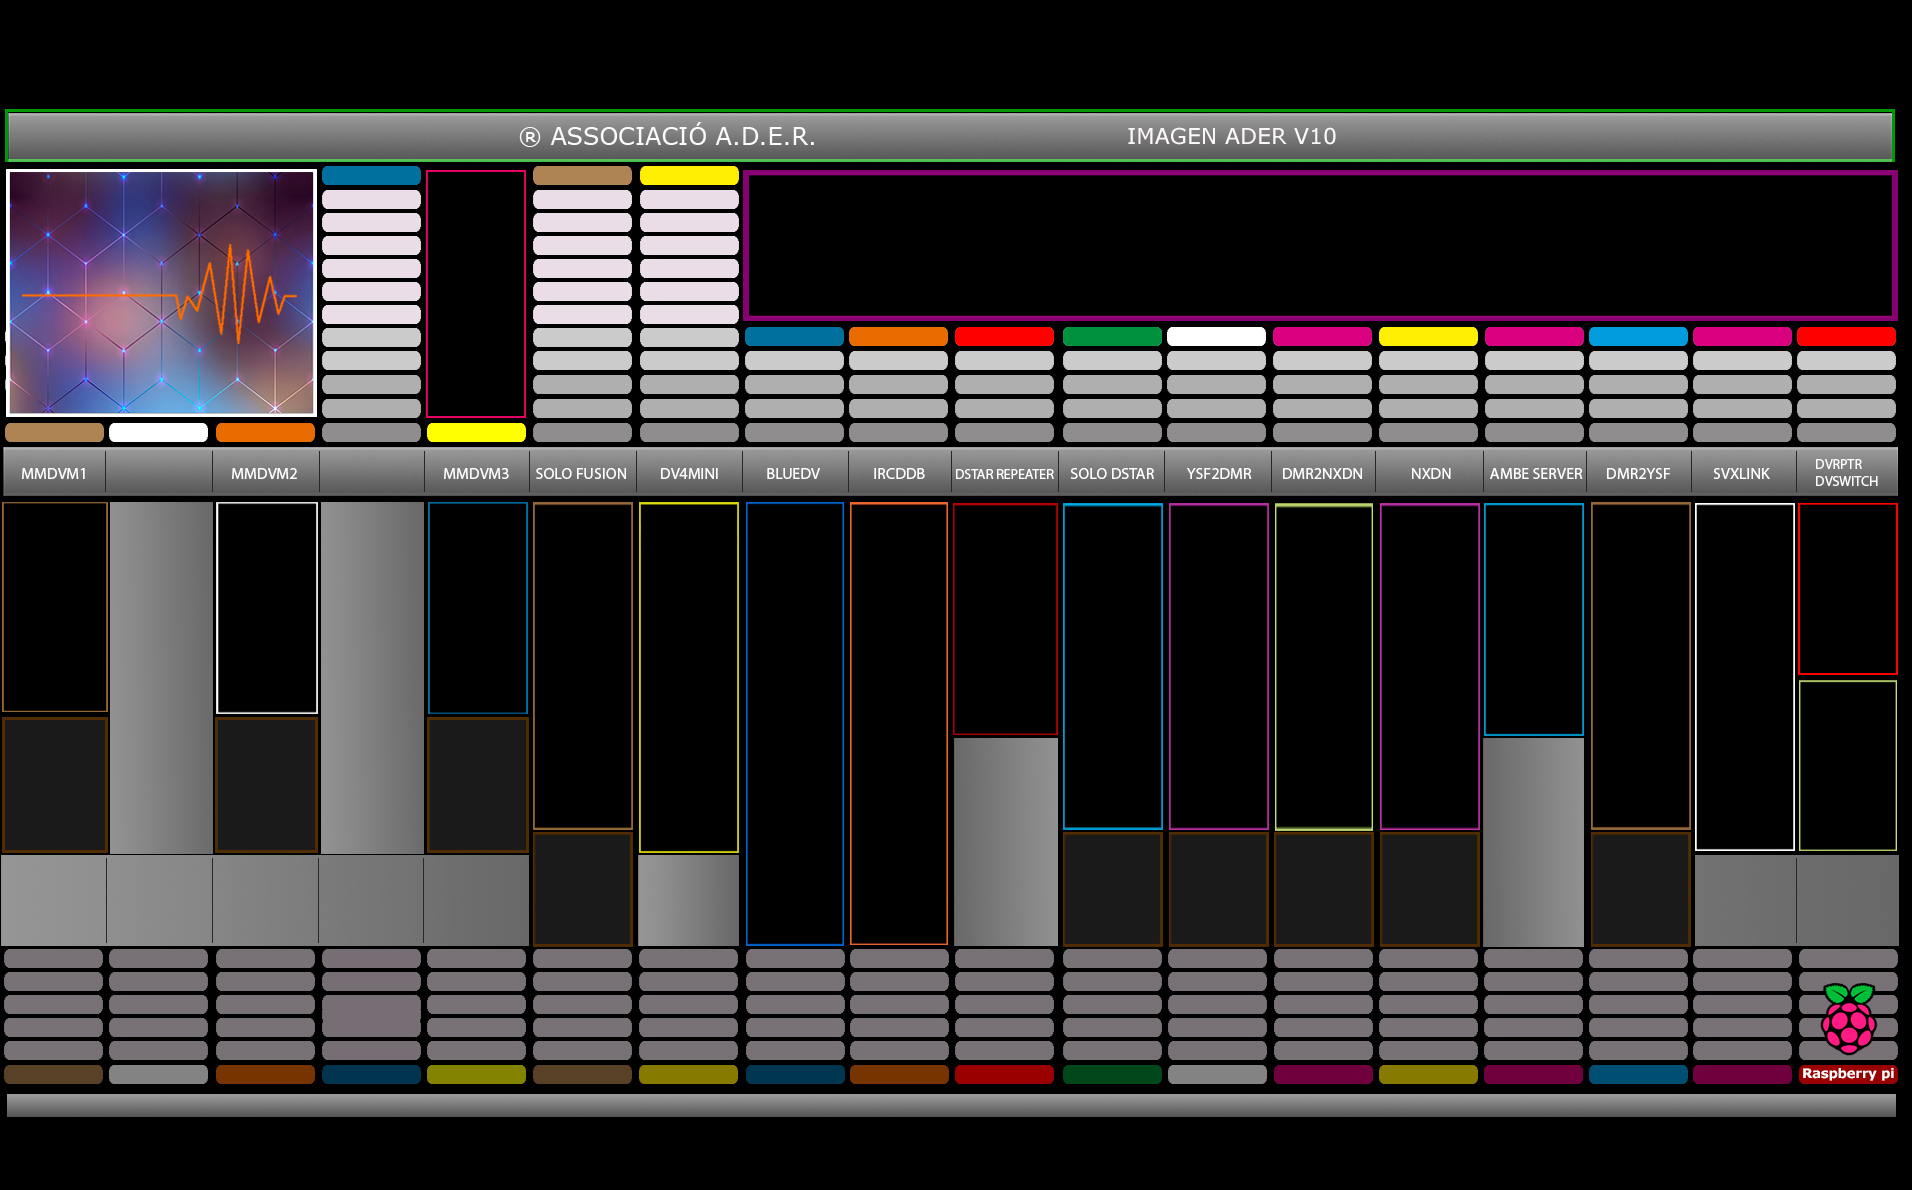 ® ASSOCIACIÓ A.D.E.R.
IMAGEN ADER V10
MMDVM1
MMDVM2
MMDVM3
SOLO FUSION
DV4MINI
BLUEDV
IRCDDB
DSTAR REPEATER
SOLO DSTAR
YSF2DMR
DMR2NXDN
NXDN
AMBE SERVER
DMR2YSF
SVXLINK
DVRPTR
DVSWITCH
Raspberry pi